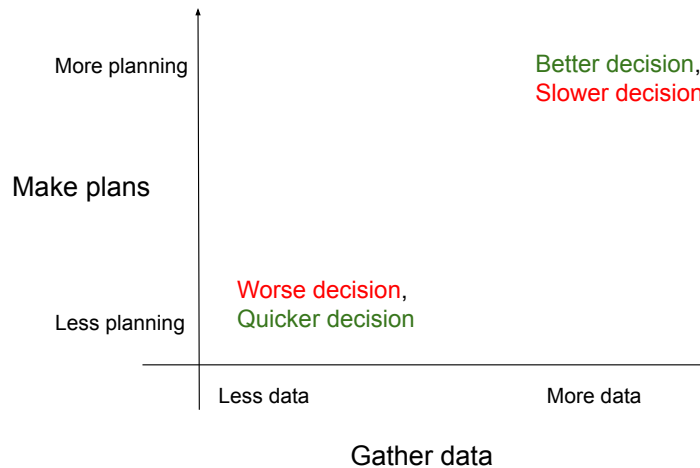 More planning
Better decision,
Slower decision
Make plans
Worse decision,
Quicker decision
Less planning
Less data
More data
Gather data